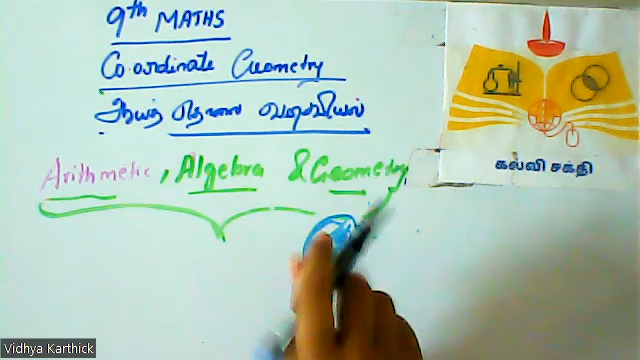 9th MATHS
Co-ordinate Geometry
ஆயத் தொலை வடிவியல்
Arithmetic, Algebra & Geometry
கல்வி சக்தி
Vidhya Karthick